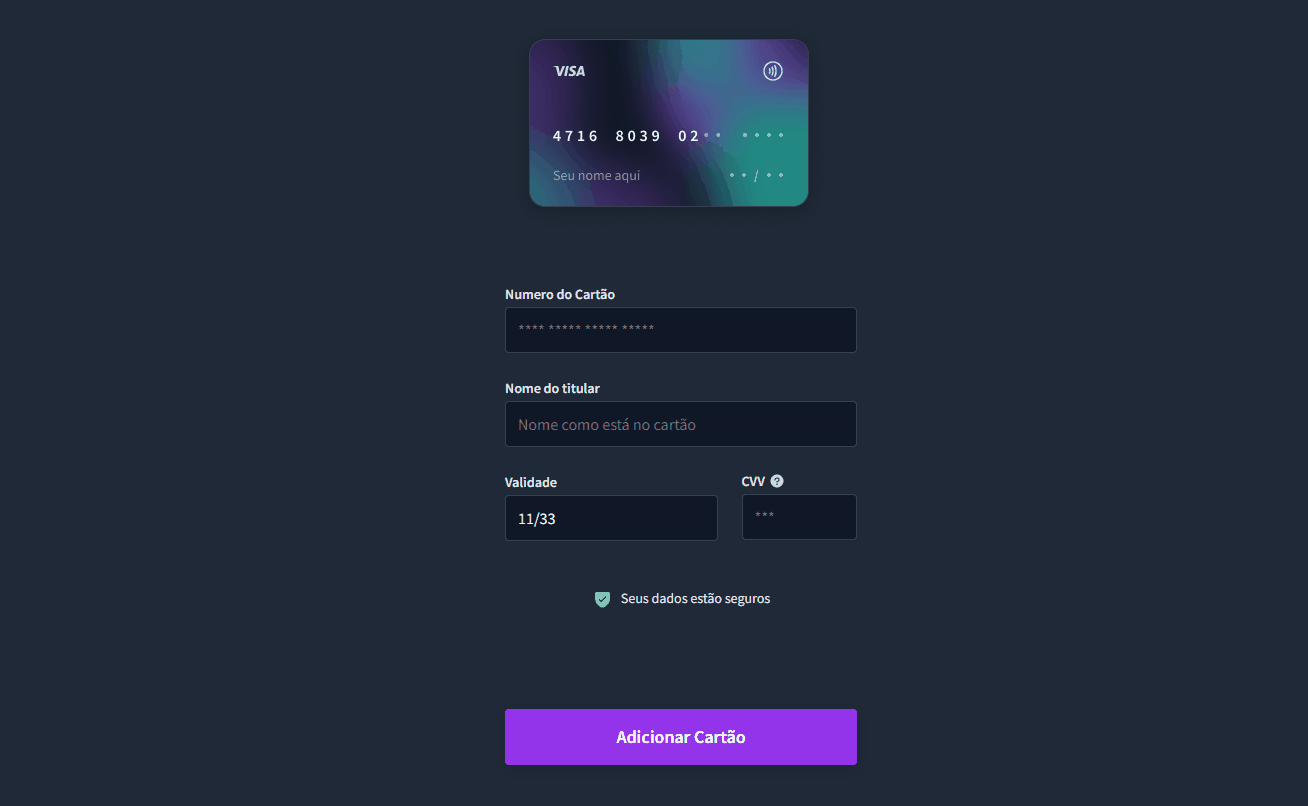 VISA
4716 8039 02•• ••••
Seu nome aqui ••/••
Numero do Cartão
**** ***** ***** *****
Nome do titular
Nome como está no cartão
Validade CVV ?
11/33 ***
Seus dados estão seguros
Adicionar Cartão